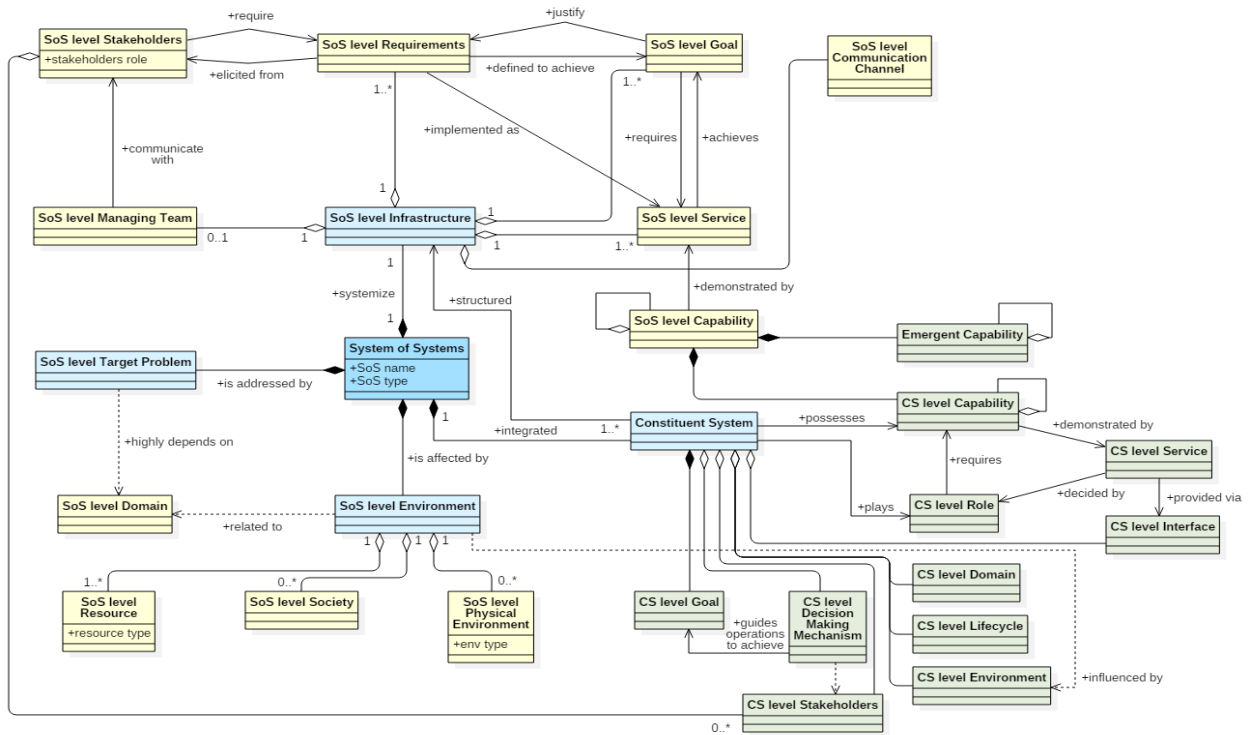 +require
+justify
SoS level Stakeholders
+stakeholders role
SoS level Requirements
SoS level Goal
SoS level
Communication
Channel
+elicited from
+defined to achieve
1..*
1..*
+communicate
with
+implemented as
+requires
+achieves
1
SoS level Managing Team
SoS level Infrastructure
SoS level Service
1
0..1
1
1
1..*
1
+systemize
+structured
+demonstrated by
1
SoS level Capability
Emergent Capability
System of Systems
+SoS name
+SoS type
SoS level Target Problem
+is addressed by
CS level Capability
1
1..*
Constituent System
+possesses
+integrated
+demonstrated by
+highly depends on
+is affected by
CS level Service
+requires
+decided by
+provided via
SoS level Domain
SoS level Environment
+plays
CS level Role
+related to
CS level Interface
1
1
1
1..*
0..*
0..*
CS level Domain
SoS level
Resource
+resource type
SoS level Society
SoS level
Physical
Environment
+env type
CS level Goal
CS level
Decision
Making
Mechanism
+guides
operations
to achieve
CS level Lifecycle
CS level Environment
+influenced by
CS level Stakeholders
0..*